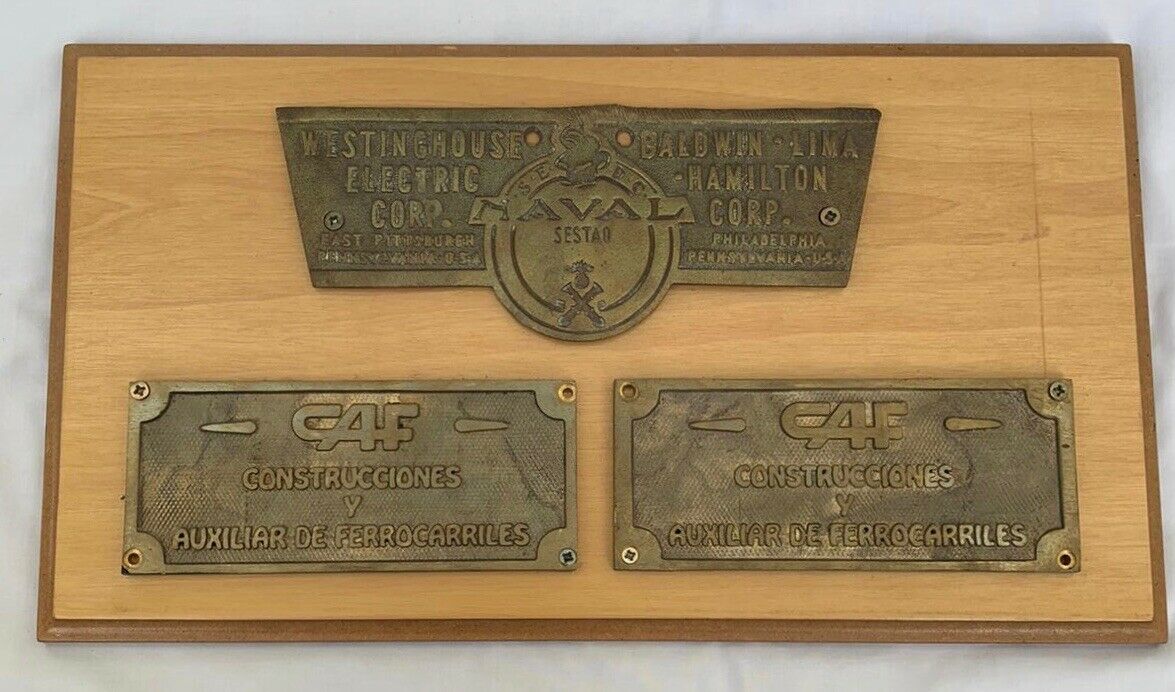 WESTINGHOUSE
ELECTRIC
CORP.
EAST PITTSBURGH
PENNSYLVANIA·U·S·A
S.E. DE C.
NAVAL
SESTAO
BALDWIN·LIMA
·HAMILTON
CORP.
PHILADELPHIA
PENNSYLVANIA·U·S·A
CAF
CONSTRUCCIONES
Y
AUXILIAR DE FERROCARRILES
CAF
CONSTRUCCIONES
Y
AUXILIAR DE FERROCARRILES